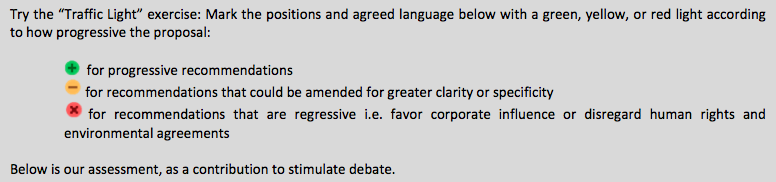 Try the “Traffic Light” exercise: Mark the positions and agreed language below with a green, yellow, or red light according
to how progressive the proposal:
for progressive recommendations
for recommendations that could be amended for greater clarity or specificity
for recommendations that are regressive i.e. favor corporate influence or disregard human rights and
environmental agreements
Below is our assessment, as a contribution to stimulate debate.